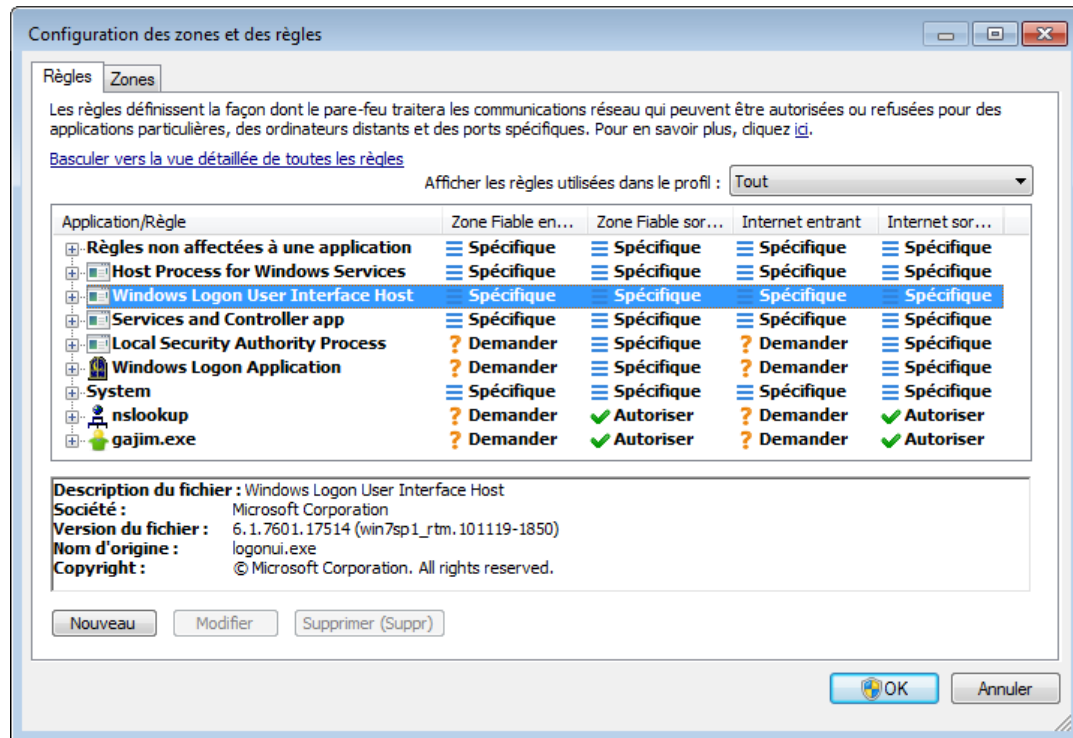 Configuration des zones et des règles
Règles Zones
Les règles définissent la façon dont le pare-feu traitera les communications réseau qui peuvent être autorisées ou refusées pour des
applications particulières, des ordinateurs distants et des ports spécifiques. Pour en savoir plus, cliquez ici.
Basculer vers la vue détaillée de toutes les règles
Afficher les règles utilisées dans le profil : Tout
Application/Règle Zone Fiable en... Zone Fiable sor... Internet entrant Internet sor...
Règles non affectées à une application Spécifique Spécifique Spécifique Spécifique
Host Process for Windows Services Spécifique Spécifique Spécifique Spécifique
Windows Logon User Interface Host Spécifique Spécifique Spécifique Spécifique
Services and Controller app Spécifique Spécifique Spécifique Spécifique
Local Security Authority Process ? Demander Spécifique ? Demander Spécifique
Windows Logon Application ? Demander Spécifique ? Demander Spécifique
System Spécifique Spécifique Spécifique Spécifique
nslookup ? Demander Autoriser ? Demander Autoriser
gajim.exe ? Demander Autoriser ? Demander Autoriser
Description du fichier : Windows Logon User Interface Host
Société : Microsoft Corporation
Version du fichier : 6.1.7601.17514 (win7sp1_rtm.101119-1850)
Nom d'origine : logonui.exe
Copyright : © Microsoft Corporation. All rights reserved.
Nouveau Modifier Supprimer (Suppr)
OK Annuler